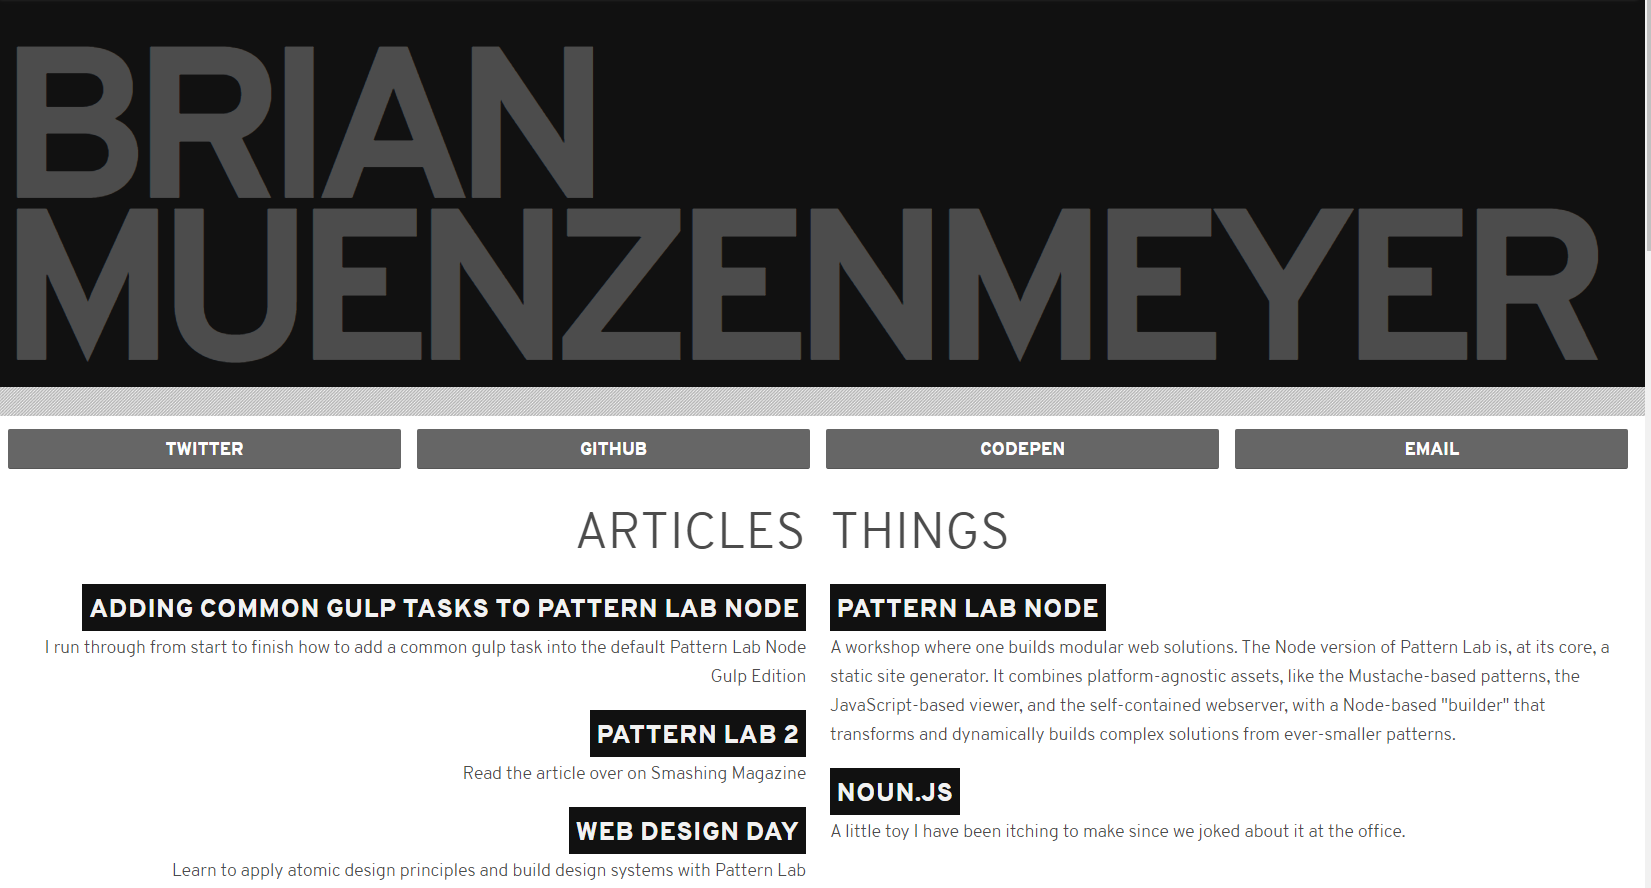 BRIAN
MUENZENMEYER
TWITTER
GITHUB
CODEPEN
EMAIL
ARTICLES
ADDING COMMON GULP TASKS TO PATTERN LAB NODE
I run through from start to finish how to add a common gulp task into the default Pattern Lab Node
Gulp Edition
PATTERN LAB 2
Read the article over on Smashing Magazine
WEB DESIGN DAY
Learn to apply atomic design principles and build design systems with Pattern Lab
THINGS
PATTERN LAB NODE
A workshop where one builds modular web solutions. The Node version of Pattern Lab is, at its core, a
static site generator. It combines platform-agnostic assets, like the Mustache-based patterns, the
JavaScript-based viewer, and the self-contained webserver, with a Node-based "builder" that
transforms and dynamically builds complex solutions from ever-smaller patterns.
NOUN.JS
A little toy I have been itching to make since we joked about it at the office.